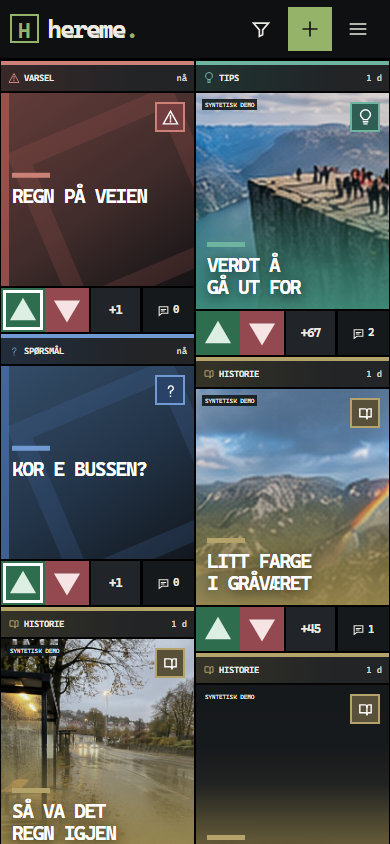 H hereme.
VARSEL nå
REGN PÅ VEIEN
+1 0
SPØRSMÅL nå
?
KOR E BUSSEN?
+1 0
HISTORIE 1 d
SYNTETISK DEMO
SÅ VA DET
REGN IGJEN
TIPS 1 d
SYNTETISK DEMO
VERDT Å
GÅ UT FOR
+67 2
HISTORIE 1 d
SYNTETISK DEMO
LITT FARGE
I GRÅVÆRET
+45 1
HISTORIE 1 d
SYNTETISK DEMO